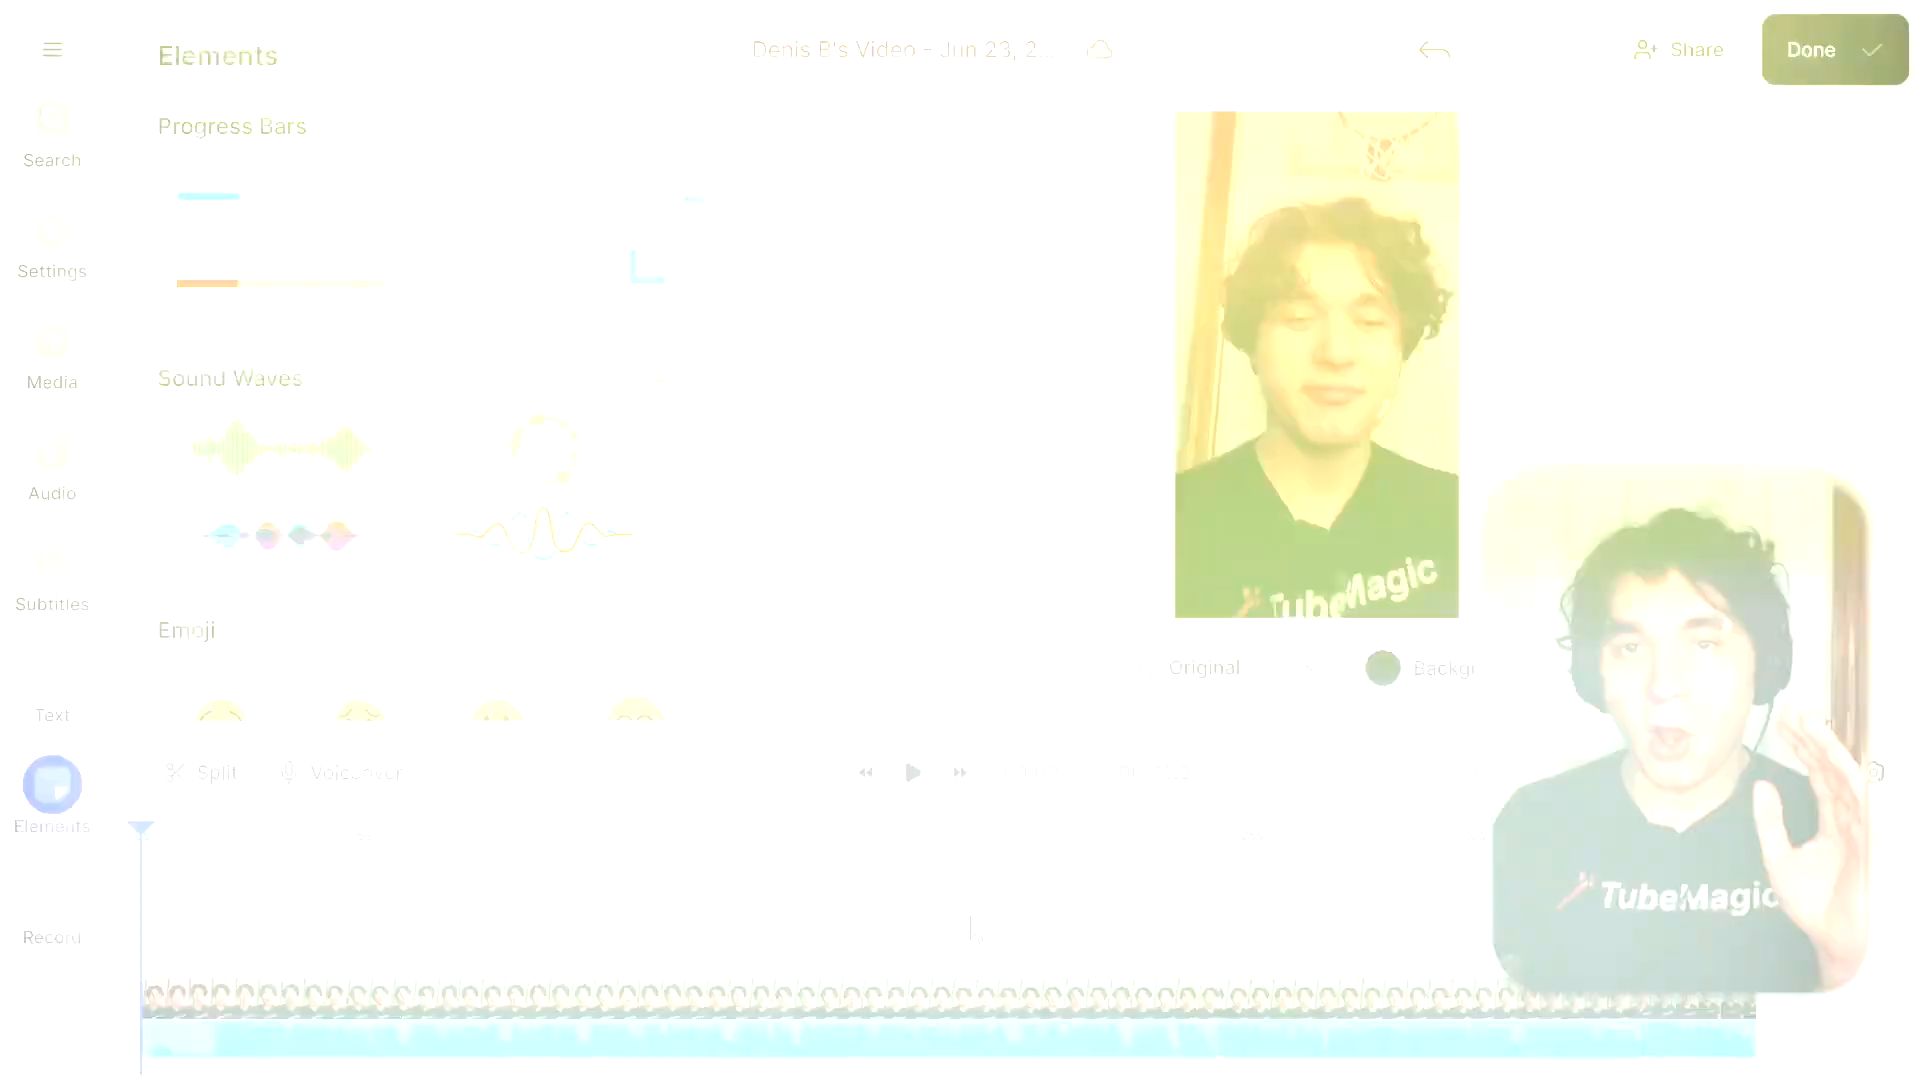 Elements
Denis B's Video - Jun 23, 2...
Share
Done
Progress Bars
Search
Settings
Media
Sound Waves
Audio
Subtitles
Emoji
TubeMagic
Original
Backgr
Text
Split
Voiceover
Elements
TubeMagic
Record